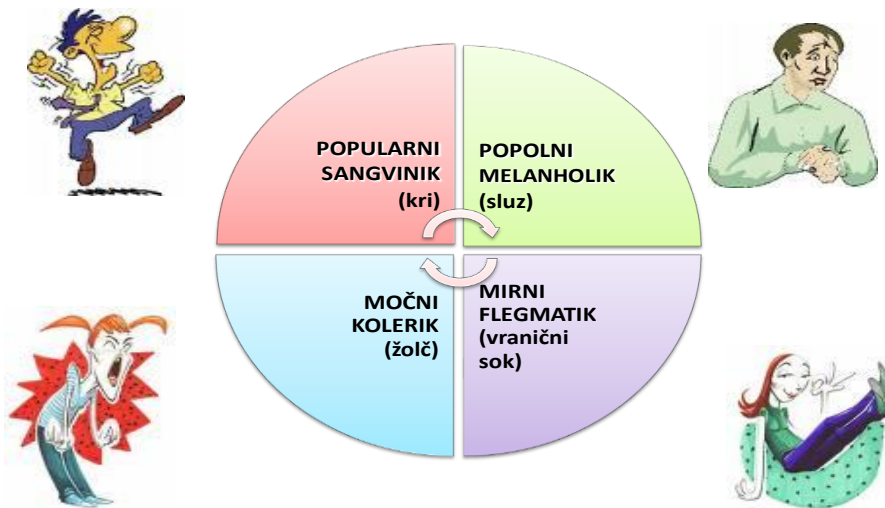 POPULARNI
SANGVINIK
(kri)
POPOLNI
MELANHOLIK
(sluz)
MOČNI
KOLERIK
(žolč)
MIRNI
FLEGMATIK
(vranični
sok)